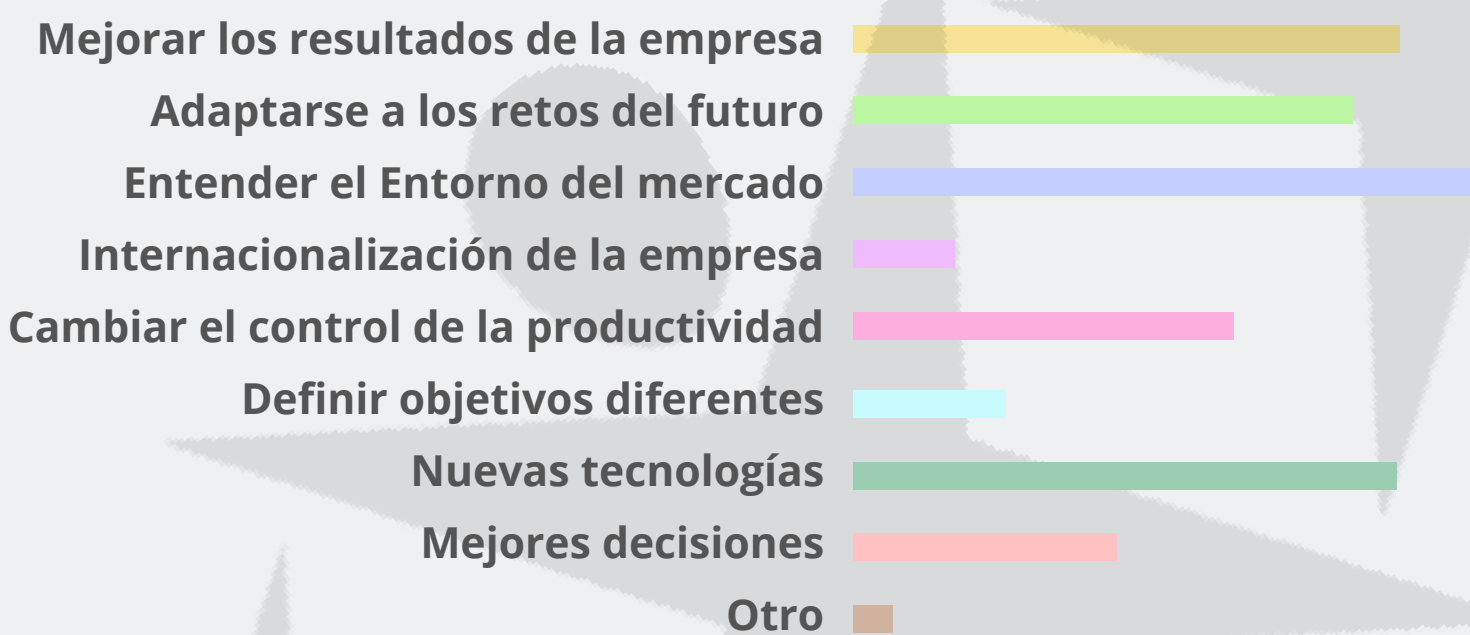 Mejorar los resultados de la empresa
Adaptarse a los retos del futuro
Entender el Entorno del mercado
Internacionalización de la empresa
Cambiar el control de la productividad
Definir objetivos diferentes
Nuevas tecnologías
Mejores decisiones
Otro